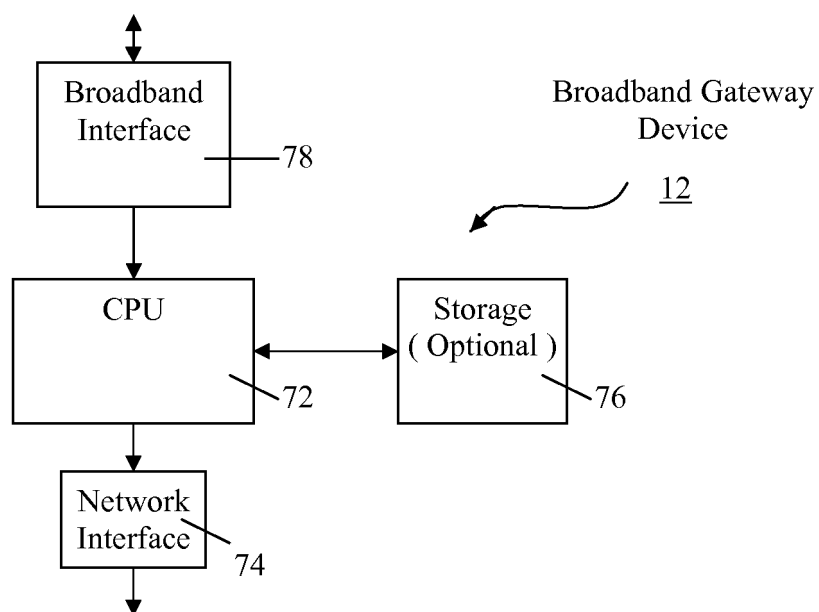 Broadband
Interface
78
Broadband Gateway
Device
12
CPU
72
Storage
( Optional )
76
Network
Interface
74